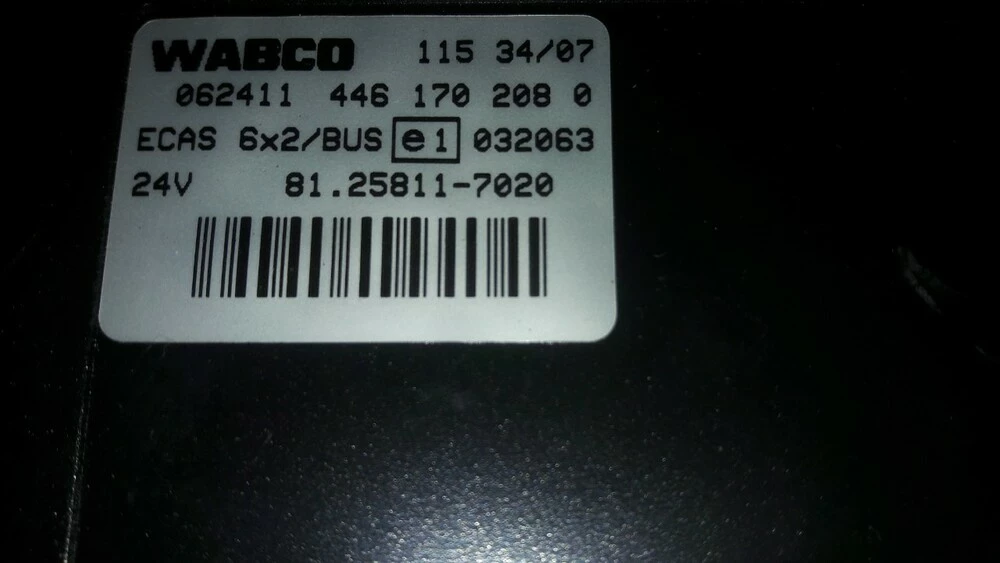 WABCO 115 34/07
062411 446 170 208 0
ECAS 6x2/BUS e1 032063
24V 81.25811-7020